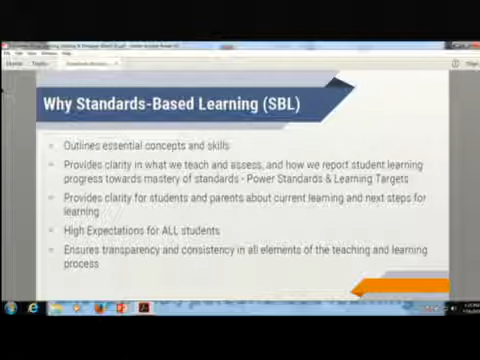 Why Standards-Based Learning (SBL)
Outlines essential concepts and skills
Provides clarity in what we teach and assess, and how we report student learning
progress towards mastery of standards - Power Standards & Learning Targets
Provides clarity for students and parents about current learning and next steps for
learning
High Expectations for ALL students
Ensures transparency and consistency in all elements of the teaching and learning
process